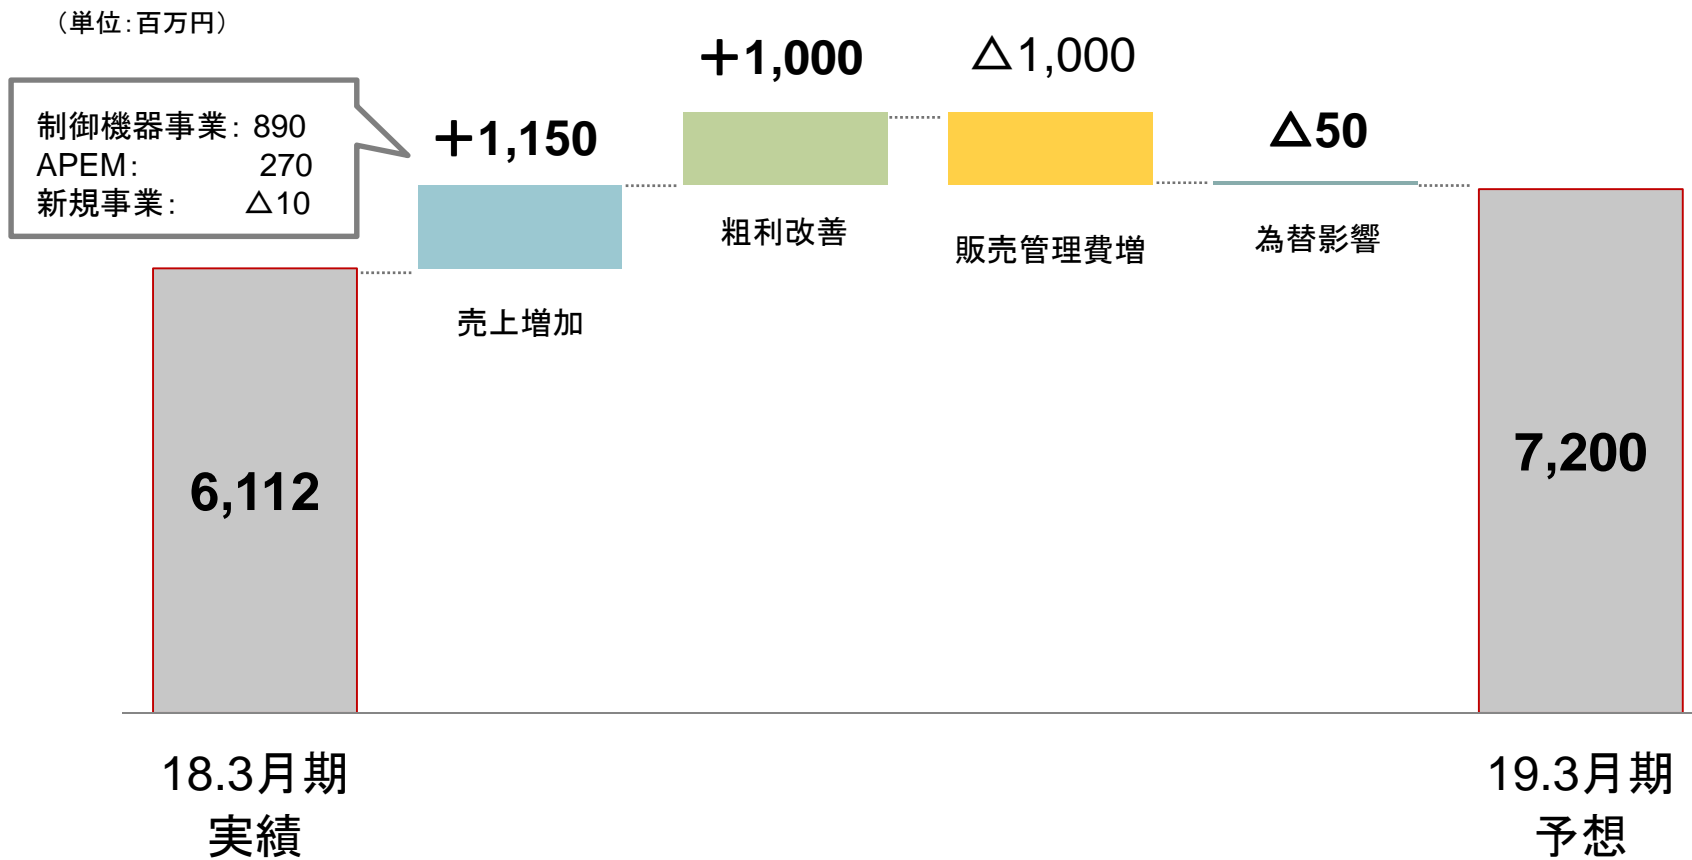 （単位：百万円）
制御機器事業： 890
APEM： 270
新規事業： △10
＋1,150
＋1,000
△1,000
△50
売上増加
粗利改善
販売管理費増
為替影響
6,112
7,200
18.3月期
実績
19.3月期
予想